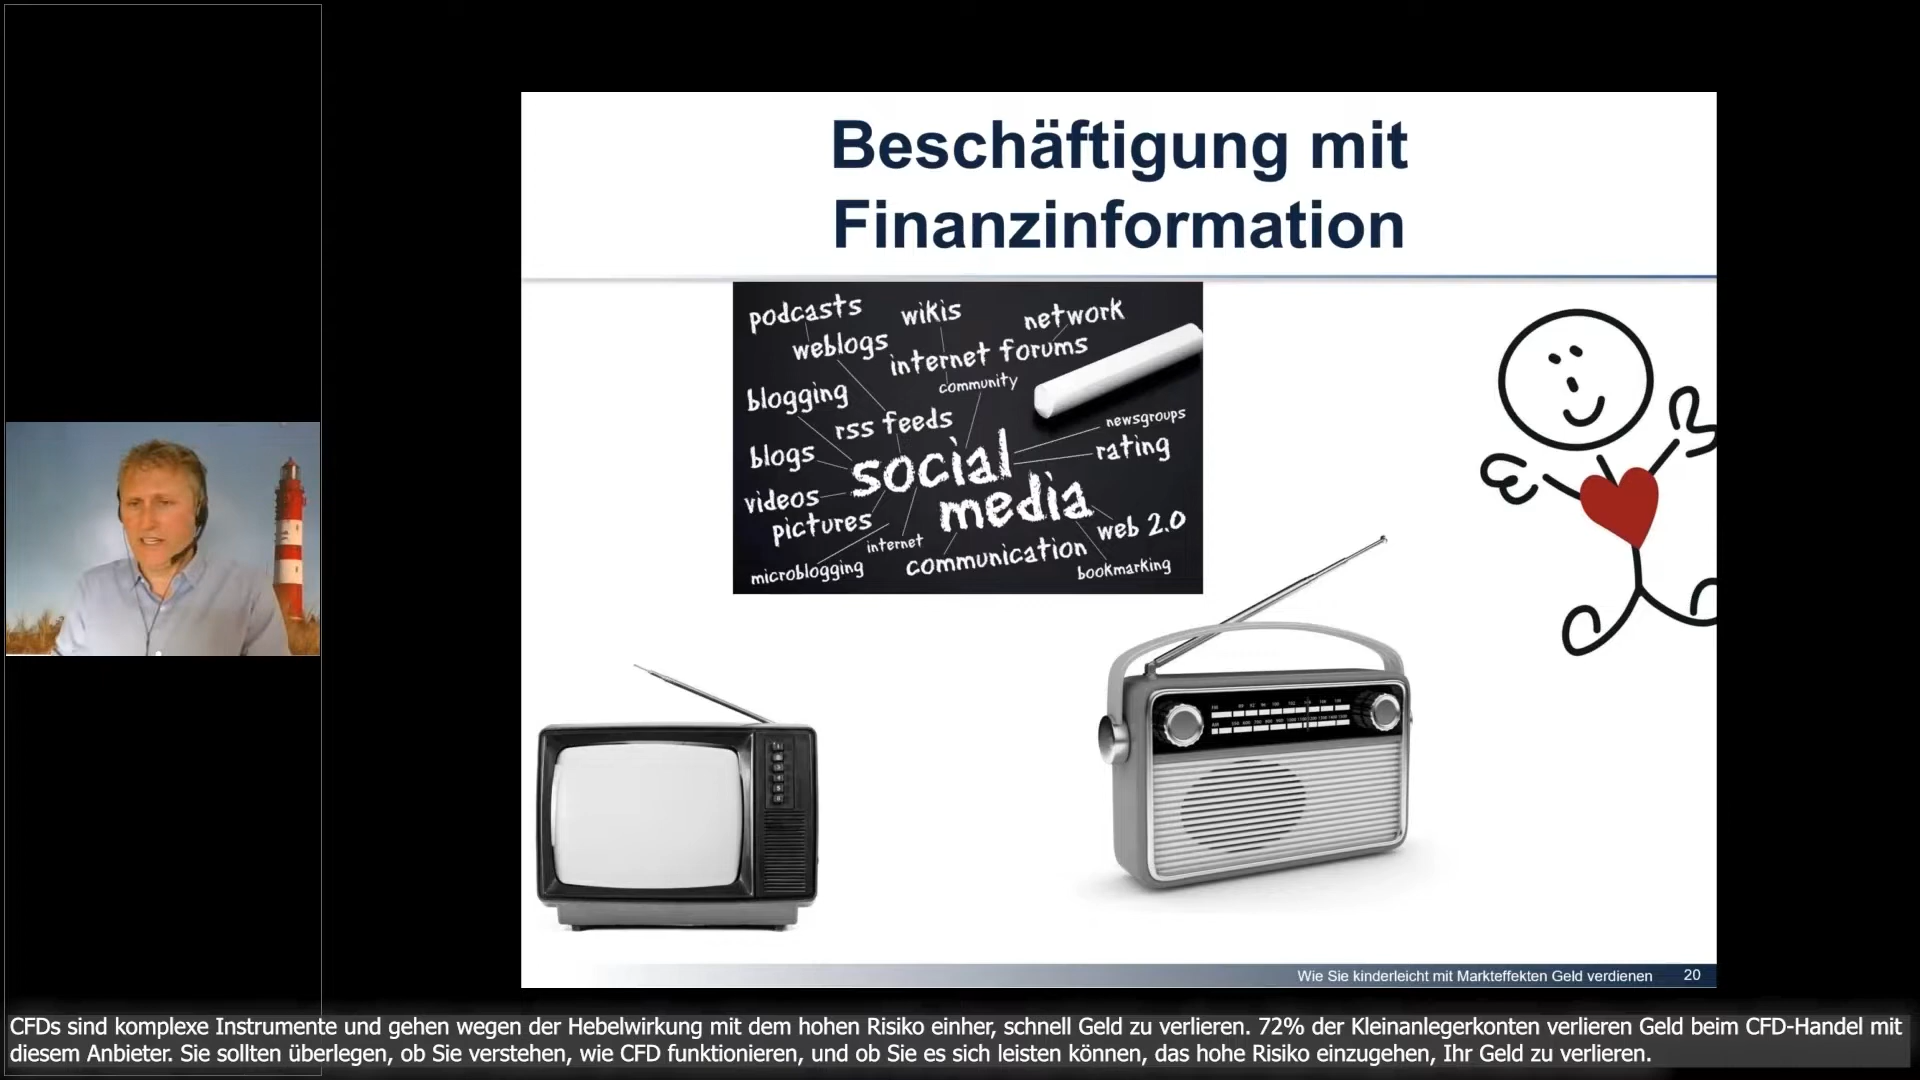 Beschäftigung mit
Finanzinformation
podcasts
wikis
network
weblogs
internet forums
community
blogging
rss feeds
newsgroups
rating
blogs
social
media
videos
pictures
web 2.0
internet
communication
microblogging
bookmarking
Wie Sie kinderleicht mit Markteffekten Geld verdienen 20
CFDs sind komplexe Instrumente und gehen wegen der Hebelwirkung mit dem hohen Risiko einher, schnell Geld zu verlieren. 72% der Kleinanlegerkonten verlieren Geld beim CFD-Handel mit
diesem Anbieter. Sie sollten überlegen, ob Sie verstehen, wie CFD funktionieren, und ob Sie es sich leisten können, das hohe Risiko einzugehen, Ihr Geld zu verlieren.